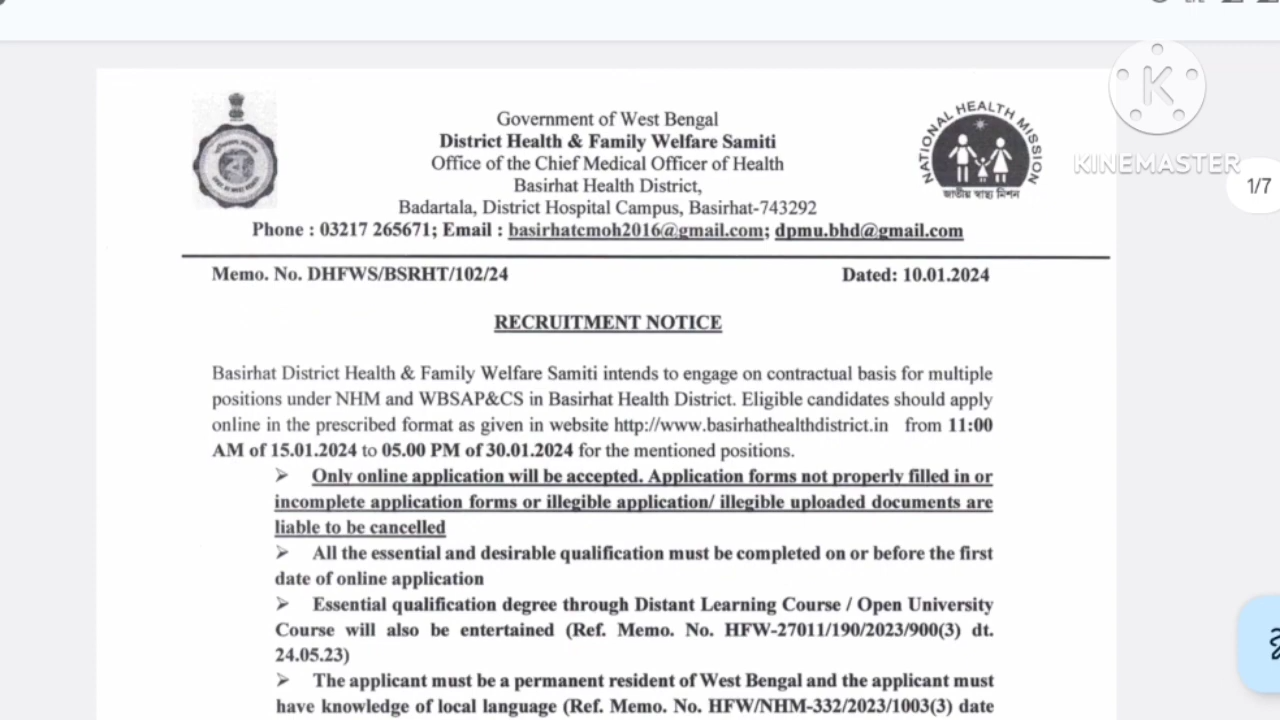 Government of West Bengal
District Health & Family Welfare Samiti
Office of the Chief Medical Officer of Health
Basirhat Health District,
Badartala, District Hospital Campus, Basirhat-743292
Phone : 03217 265671; Email : basirhatcmoh2016@gmail.com; dpmu.bhd@gmail.com
NATIONAL HEALTH MISSION
জাতীয় স্বাস্থ্য মিশন
K
KINEMASTER
1/7
Memo. No. DHFWS/BSRHT/102/24 Dated: 10.01.2024
RECRUITMENT NOTICE
Basirhat District Health & Family Welfare Samiti intends to engage on contractual basis for multiple
positions under NHM and WBSAP&CS in Basirhat Health District. Eligible candidates should apply
online in the prescribed format as given in website http://www.basirhathealthdistrict.in from 11:00
AM of 15.01.2024 to 05.00 PM of 30.01.2024 for the mentioned positions.
➢ Only online application will be accepted. Application forms not properly filled in or
incomplete application forms or illegible application/ illegible uploaded documents are
liable to be cancelled
➢ All the essential and desirable qualification must be completed on or before the first
date of online application
➢ Essential qualification degree through Distant Learning Course / Open University
Course will also be entertained (Ref. Memo. No. HFW-27011/190/2023/900(3) dt.
24.05.23)
➢ The applicant must be a permanent resident of West Bengal and the applicant must
have knowledge of local language (Ref. Memo. No. HFW/NHM-332/2023/1003(3) date